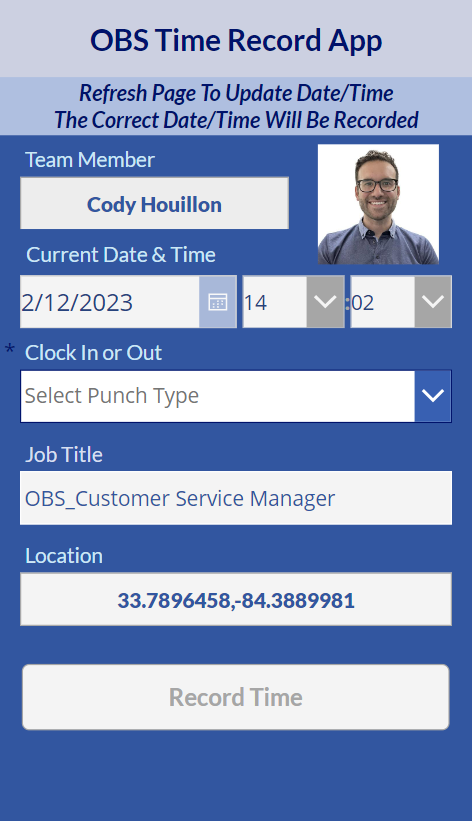 OBS Time Record App
Refresh Page To Update Date/Time
The Correct Date/Time Will Be Recorded
Team Member
Cody Houillon
Current Date & Time
2/12/2023 14 : 02
* Clock In or Out
Select Punch Type
Job Title
OBS_Customer Service Manager
Location
33.7896458,-84.3889981
Record Time